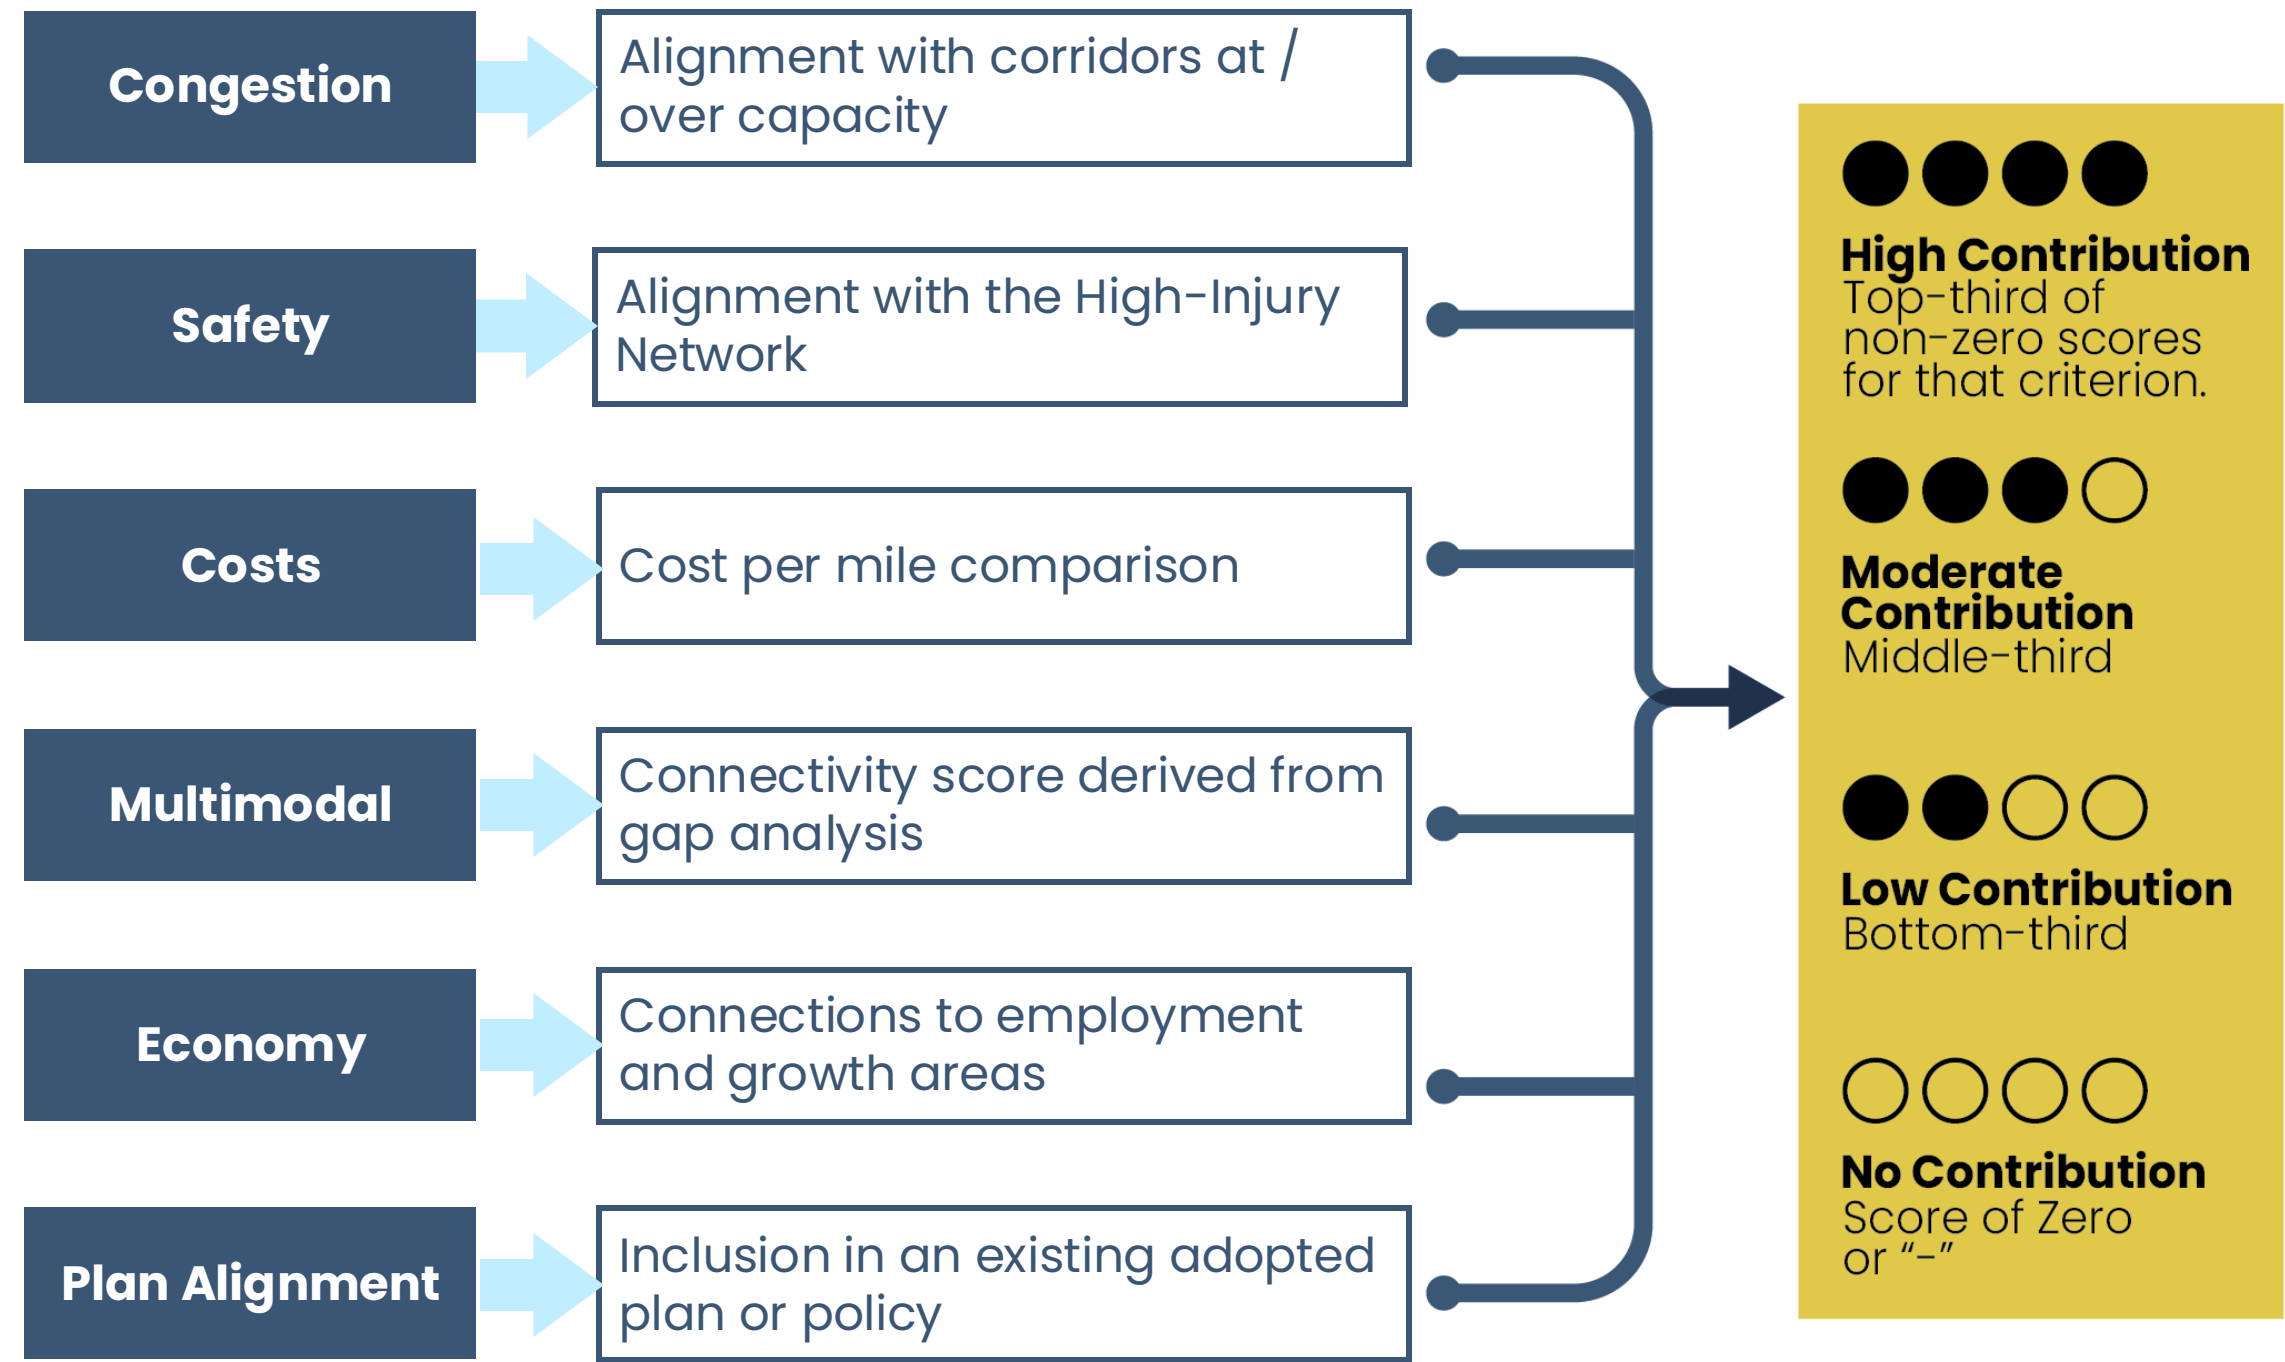 Congestion
Alignment with corridors at /
over capacity
Safety
Alignment with the High-Injury
Network
Costs
Cost per mile comparison
Multimodal
Connectivity score derived from
gap analysis
Economy
Connections to employment
and growth areas
Plan Alignment
Inclusion in an existing adopted
plan or policy
High Contribution
Top-third of
non-zero scores
for that criterion.
Moderate
Contribution
Middle-third
Low Contribution
Bottom-third
No Contribution
Score of Zero
or “-”